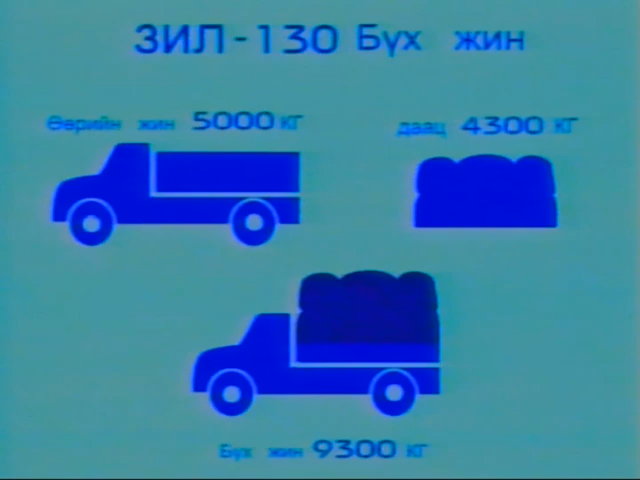 ЗИЛ-130 Бүх жин
Өөрийн жин 5000 кг
даац 4300 кг
Бүх жин 9300 кг